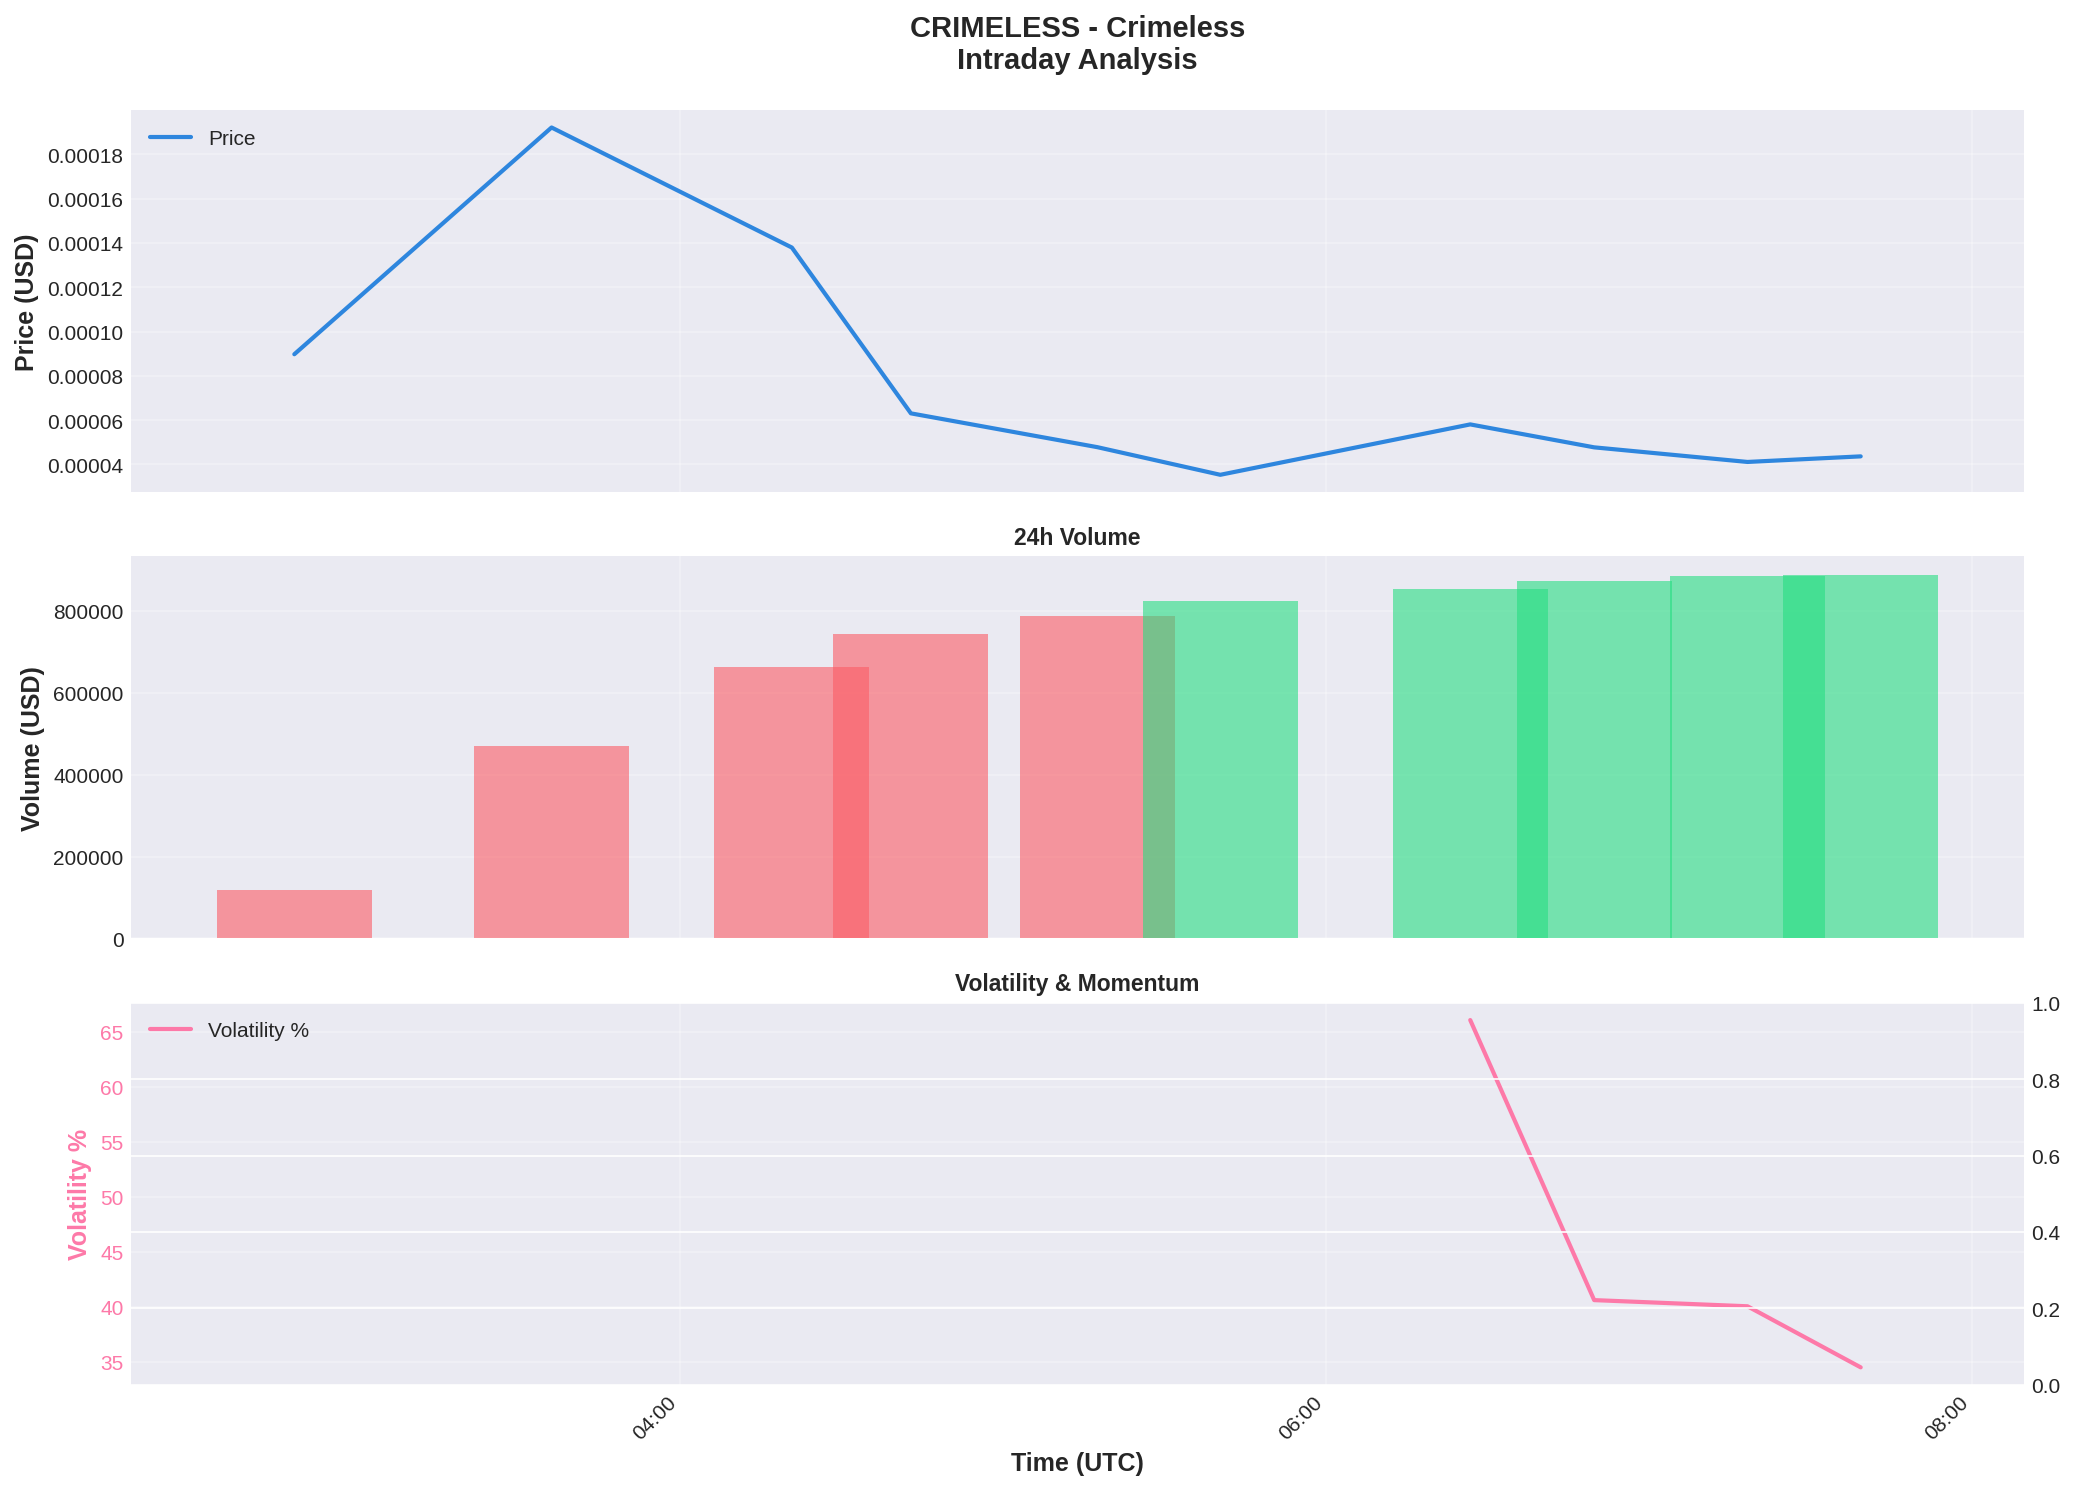 CRIMELESS - Crimeless
Intraday Analysis
Price
Price (USD)
0.00018
0.00016
0.00014
0.00012
0.00010
0.00008
0.00006
0.00004
24h Volume
Volume (USD)
800000
600000
400000
200000
0
Volatility & Momentum
Volatility %
Volatility %
65
60
55
50
45
40
35
1.0
0.8
0.6
0.4
0.2
0.0
04:00
06:00
08:00
Time (UTC)